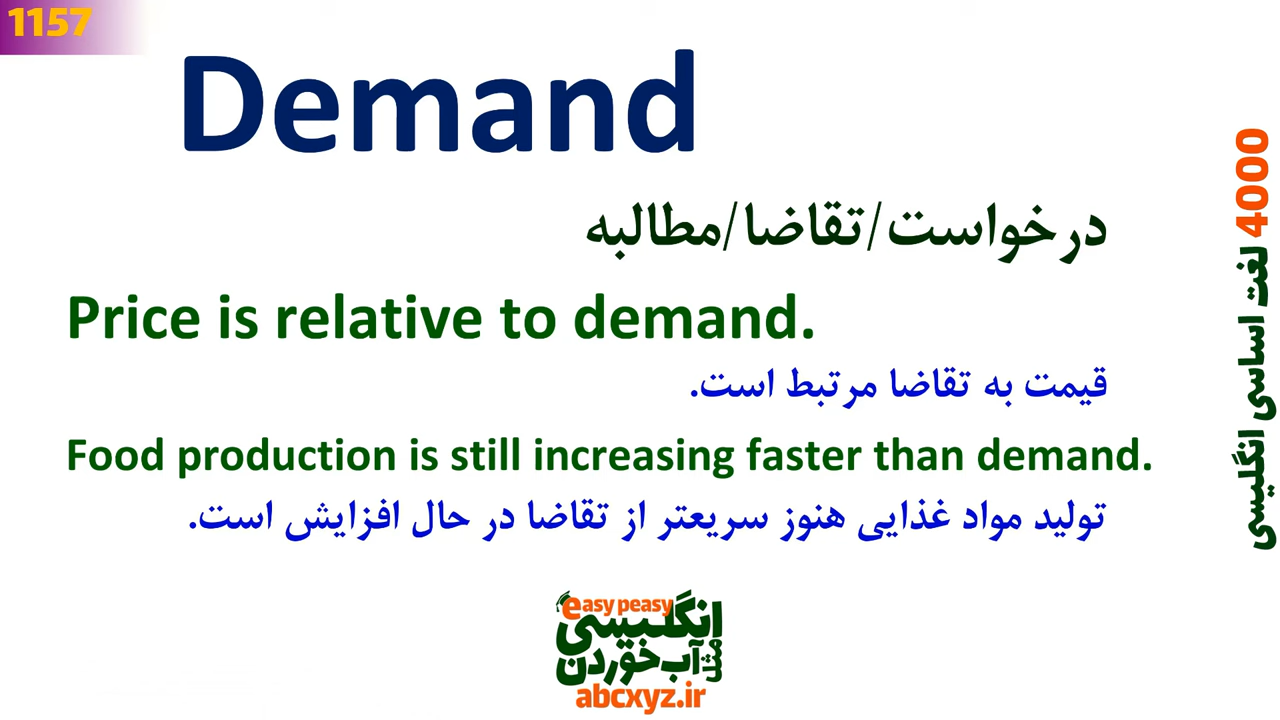 1157
Demand
درخواست/تقاضا/مطالبه
Price is relative to demand.
قیمت به تقاضا مرتبط است.
Food production is still increasing faster than demand.
تولید مواد غذایی هنوز سریعتر از تقاضا در حال افزایش است.
4000 لغت اساسی انگلیسی
easy peasy
انگلیسی
مثل آب خوردن
abcxyz.ir